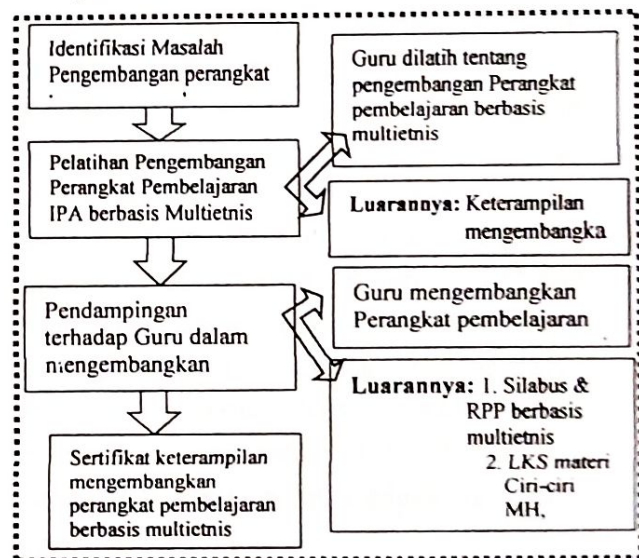 Identifikasi Masalah
Pengembangan perangkat
Pelatihan Pengembangan
Perangkat Pembelajaran
IPA berbasis Multietnis
Pendampingan
terhadap Guru dalam
mengembangkan
Sertifikat keterampilan
mengembangkan
perangkat pembelajaran
berbasis multietnis
Guru dilatih tentang
pengembangan Perangkat
pembelajaran berbasis
multietnis
Luarannya: Keterampilan
mengembangka
Guru mengembangkan
Perangkat pembelajaran
Luarannya: 1. Silabus &
RPP berbasis
multietnis
2. LKS materi
Ciri-ciri
MH,